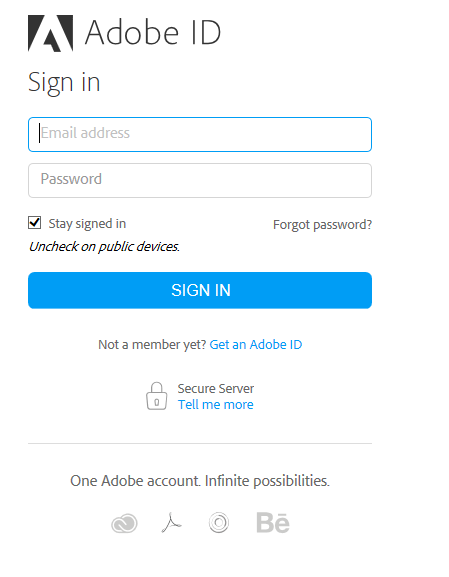 Adobe ID
Sign in
Email address
Password
Stay signed in
Forgot password?
Uncheck on public devices.
SIGN IN
Not a member yet? Get an Adobe ID
Secure Server
Tell me more
One Adobe account. Infinite possibilities.
Bē